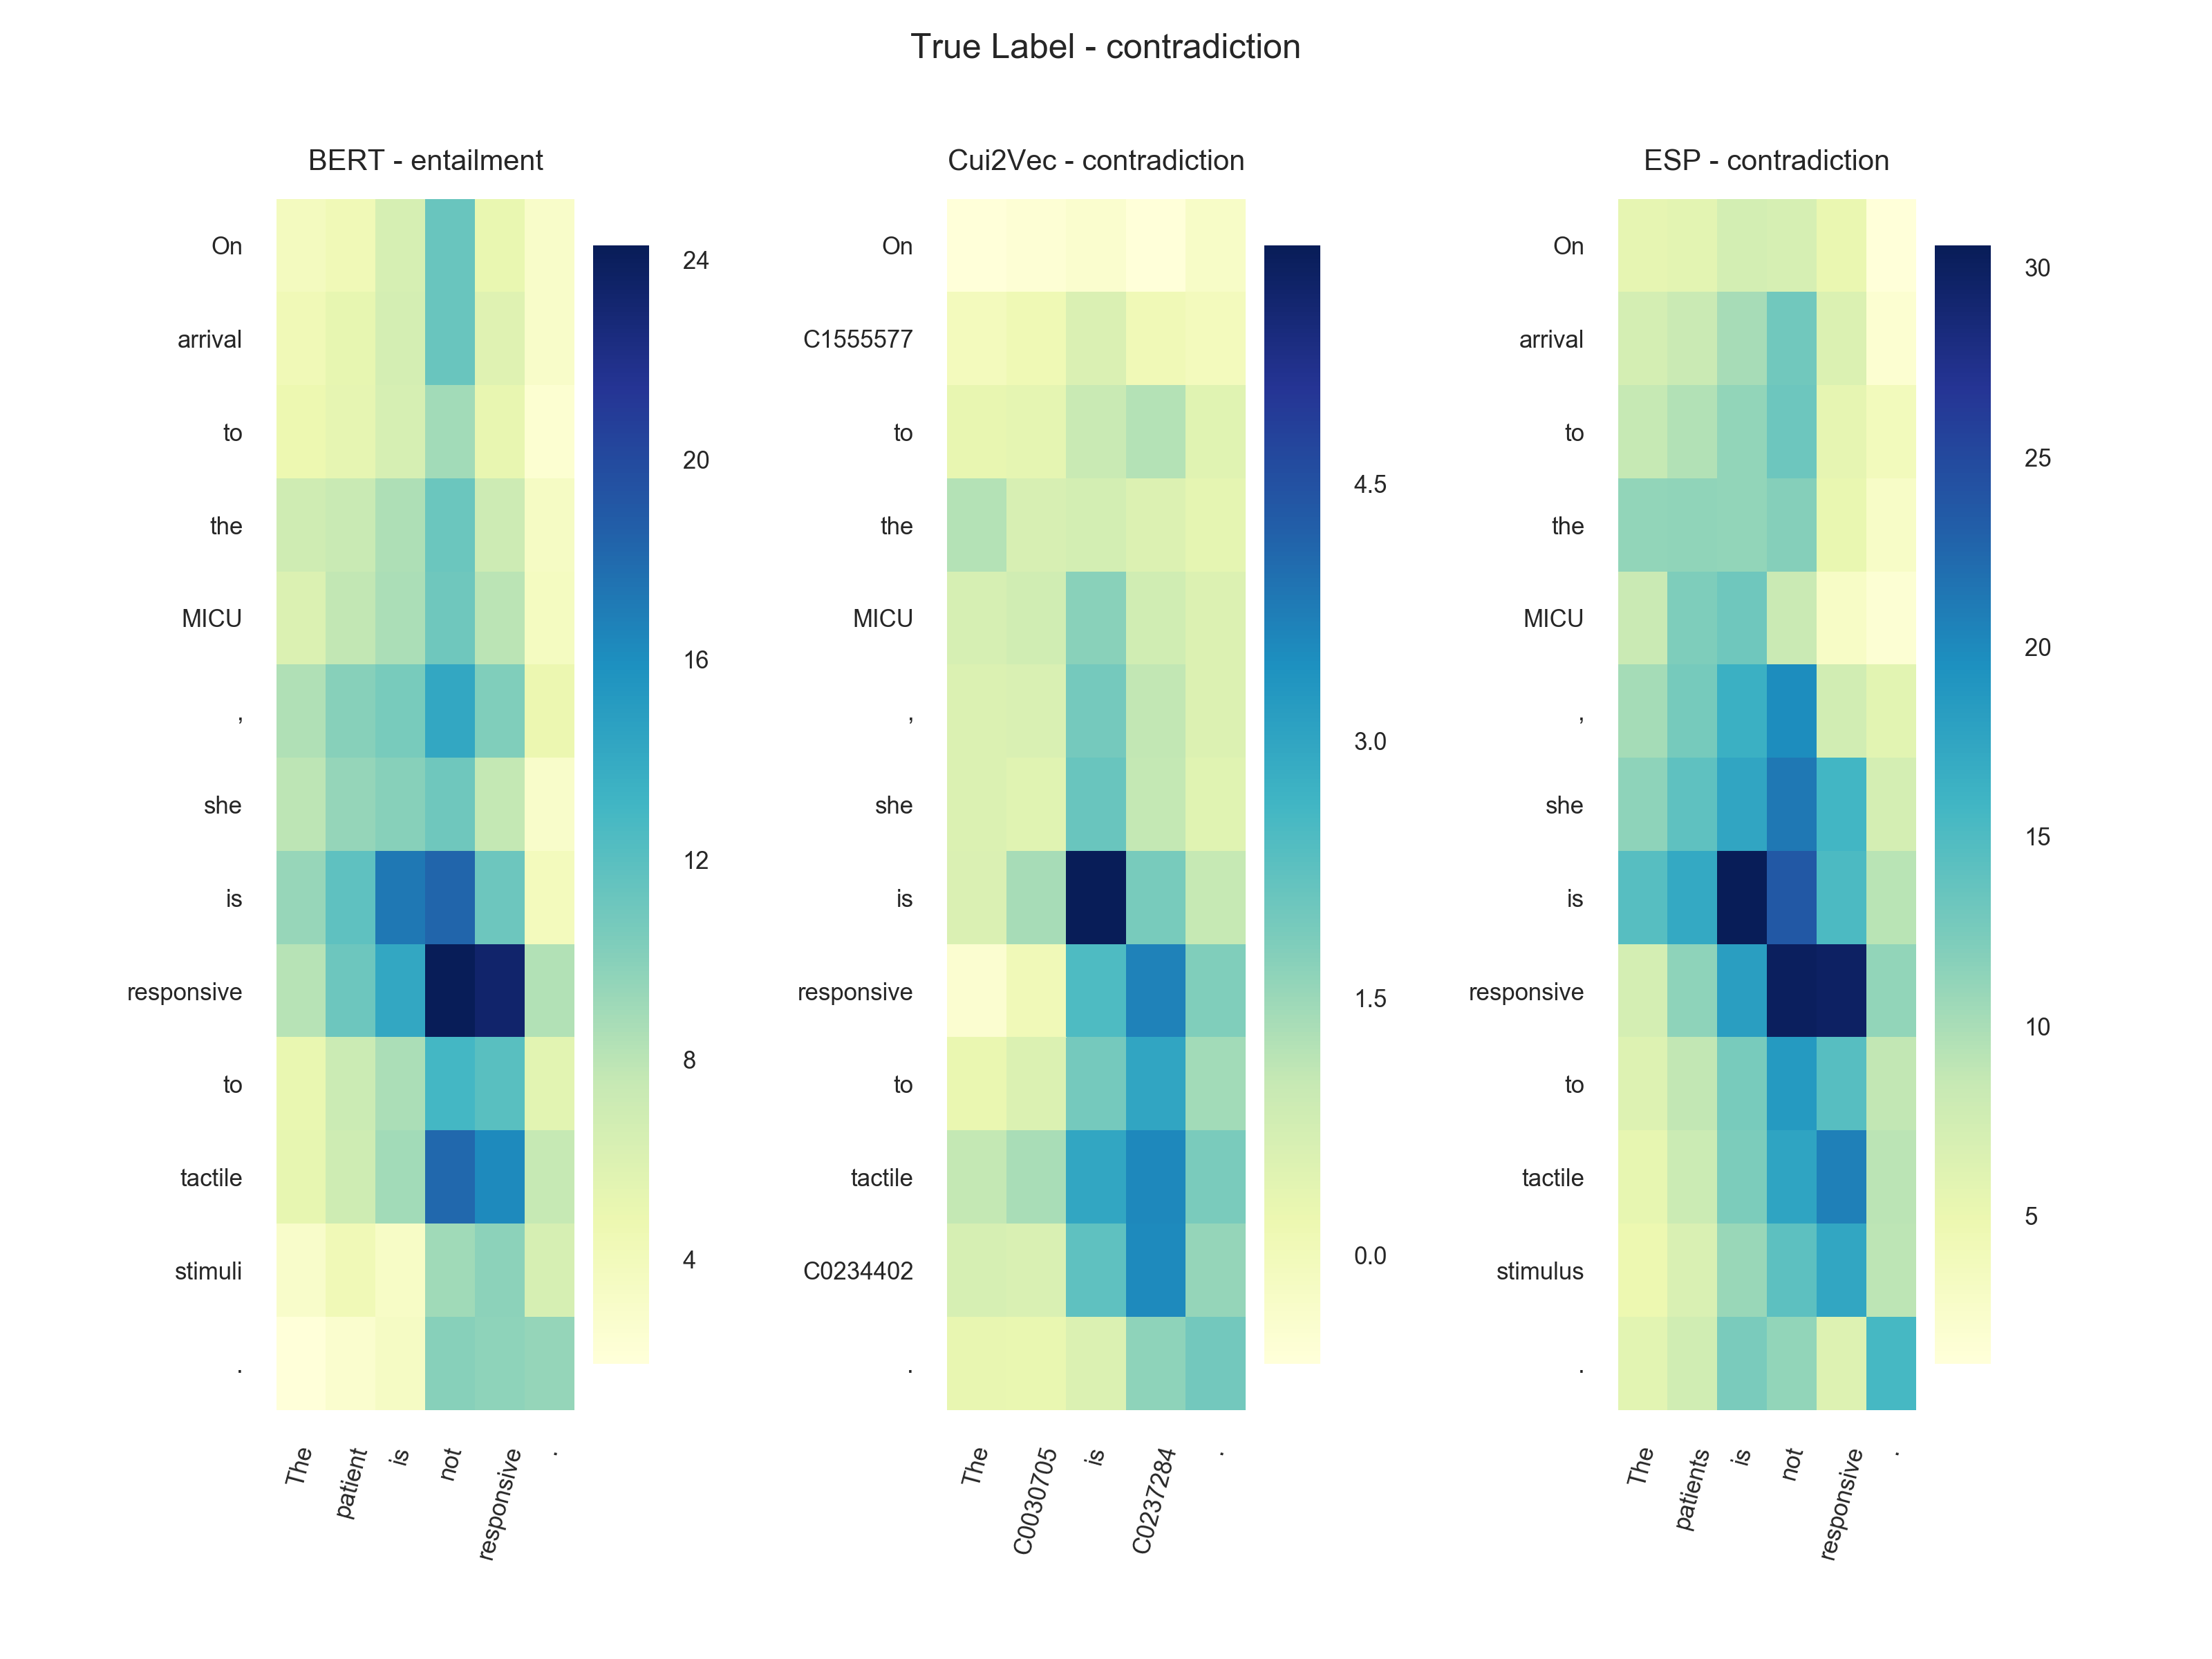 True Label - contradiction
BERT - entailment
On
arrival
to
the
MICU
,
she
is
responsive
to
tactile
stimuli
.
The
patient
is
not
responsive
.
24
20
16
12
8
4
Cui2Vec - contradiction
On
C1555577
to
the
MICU
,
she
is
responsive
to
tactile
C0234402
.
The
C0030705
is
C0237284
.
4.5
3.0
1.5
0.0
ESP - contradiction
On
arrival
to
the
MICU
,
she
is
responsive
to
tactile
stimulus
.
The
patients
is
not
responsive
.
30
25
20
15
10
5